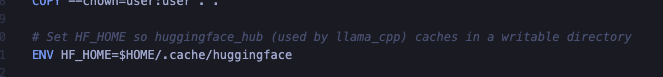 COPY --chown=user:user . .
# Set HF_HOME so huggingface_hub (used by llama_cpp) caches in a writable directory
ENV HF_HOME=$HOME/.cache/huggingface